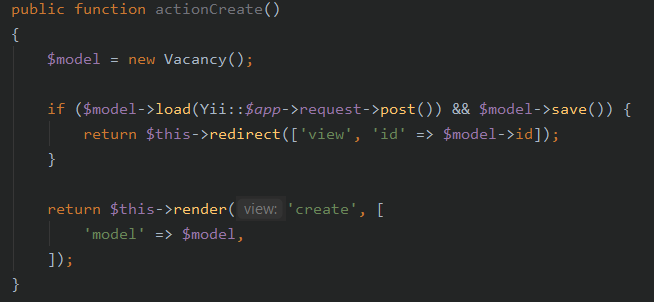 public function actionCreate()
{
    $model = new Vacancy();

    if ($model->load(Yii::$app->request->post()) && $model->save()) {
        return $this->redirect(['view', 'id' => $model->id]);
    }

    return $this->render( view: 'create', [
        'model' => $model,
    ]);
}